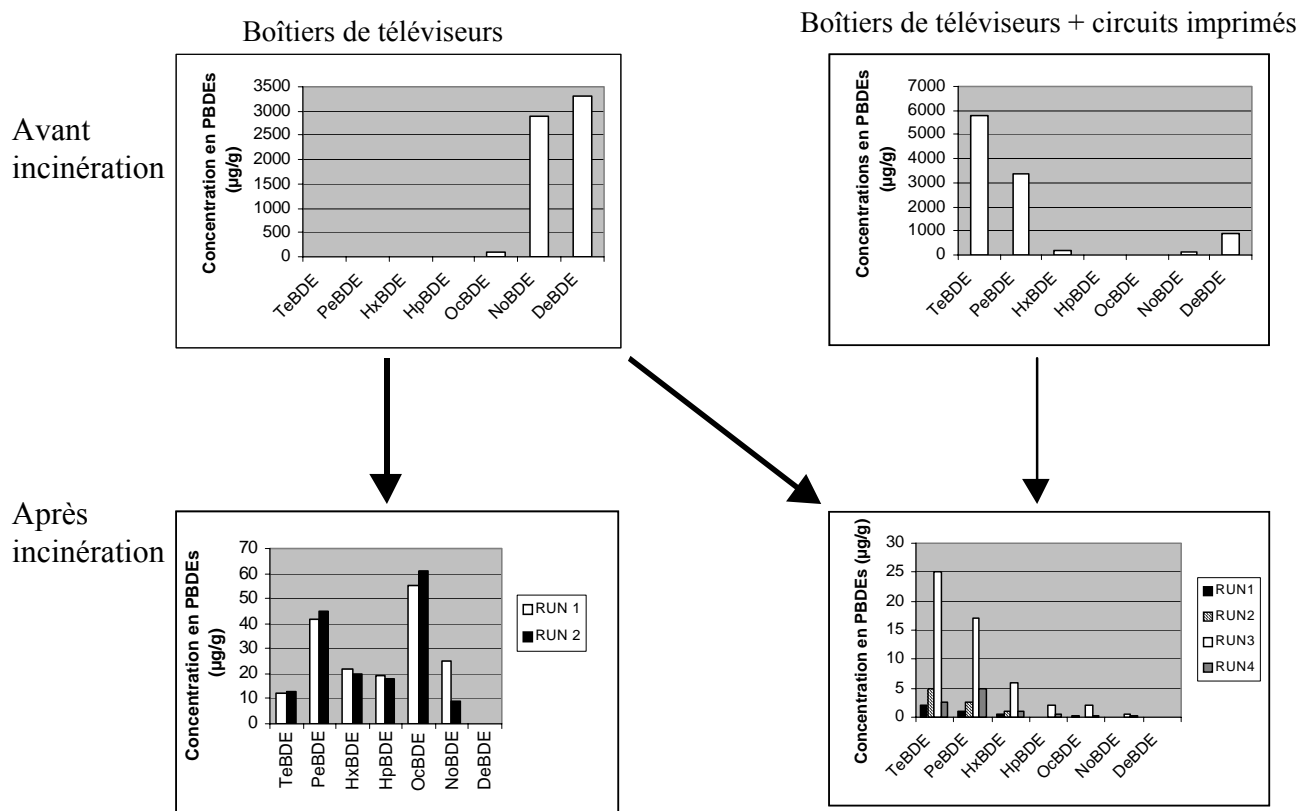 Boîtiers de téléviseurs
Boîtiers de téléviseurs + circuits imprimés
Avant
incinération
Concentration en PBDEs
(µg/g)
3500
3000
2500
2000
1500
1000
500
0
TeBDE
PeBDE
HxBDE
HpBDE
OcBDE
NoBDE
DeBDE
Concentrations en PBDEs
(µg/g)
7000
6000
5000
4000
3000
2000
1000
0
TeBDE
PeBDE
HxBDE
HpBDE
OcBDE
NoBDE
DeBDE
Après
incinération
Concentration en PBDEs
(µg/g)
70
60
50
40
30
20
10
0
TeBDE
PeBDE
HxBDE
HpBDE
OcBDE
NoBDE
DeBDE
RUN 1
RUN 2
Concentration en PBDEs (µg/g)
30
25
20
15
10
5
0
TeBDE
PeBDE
HxBDE
HpBDE
OcBDE
NoBDE
DeBDE
RUN1
RUN2
RUN3
RUN4